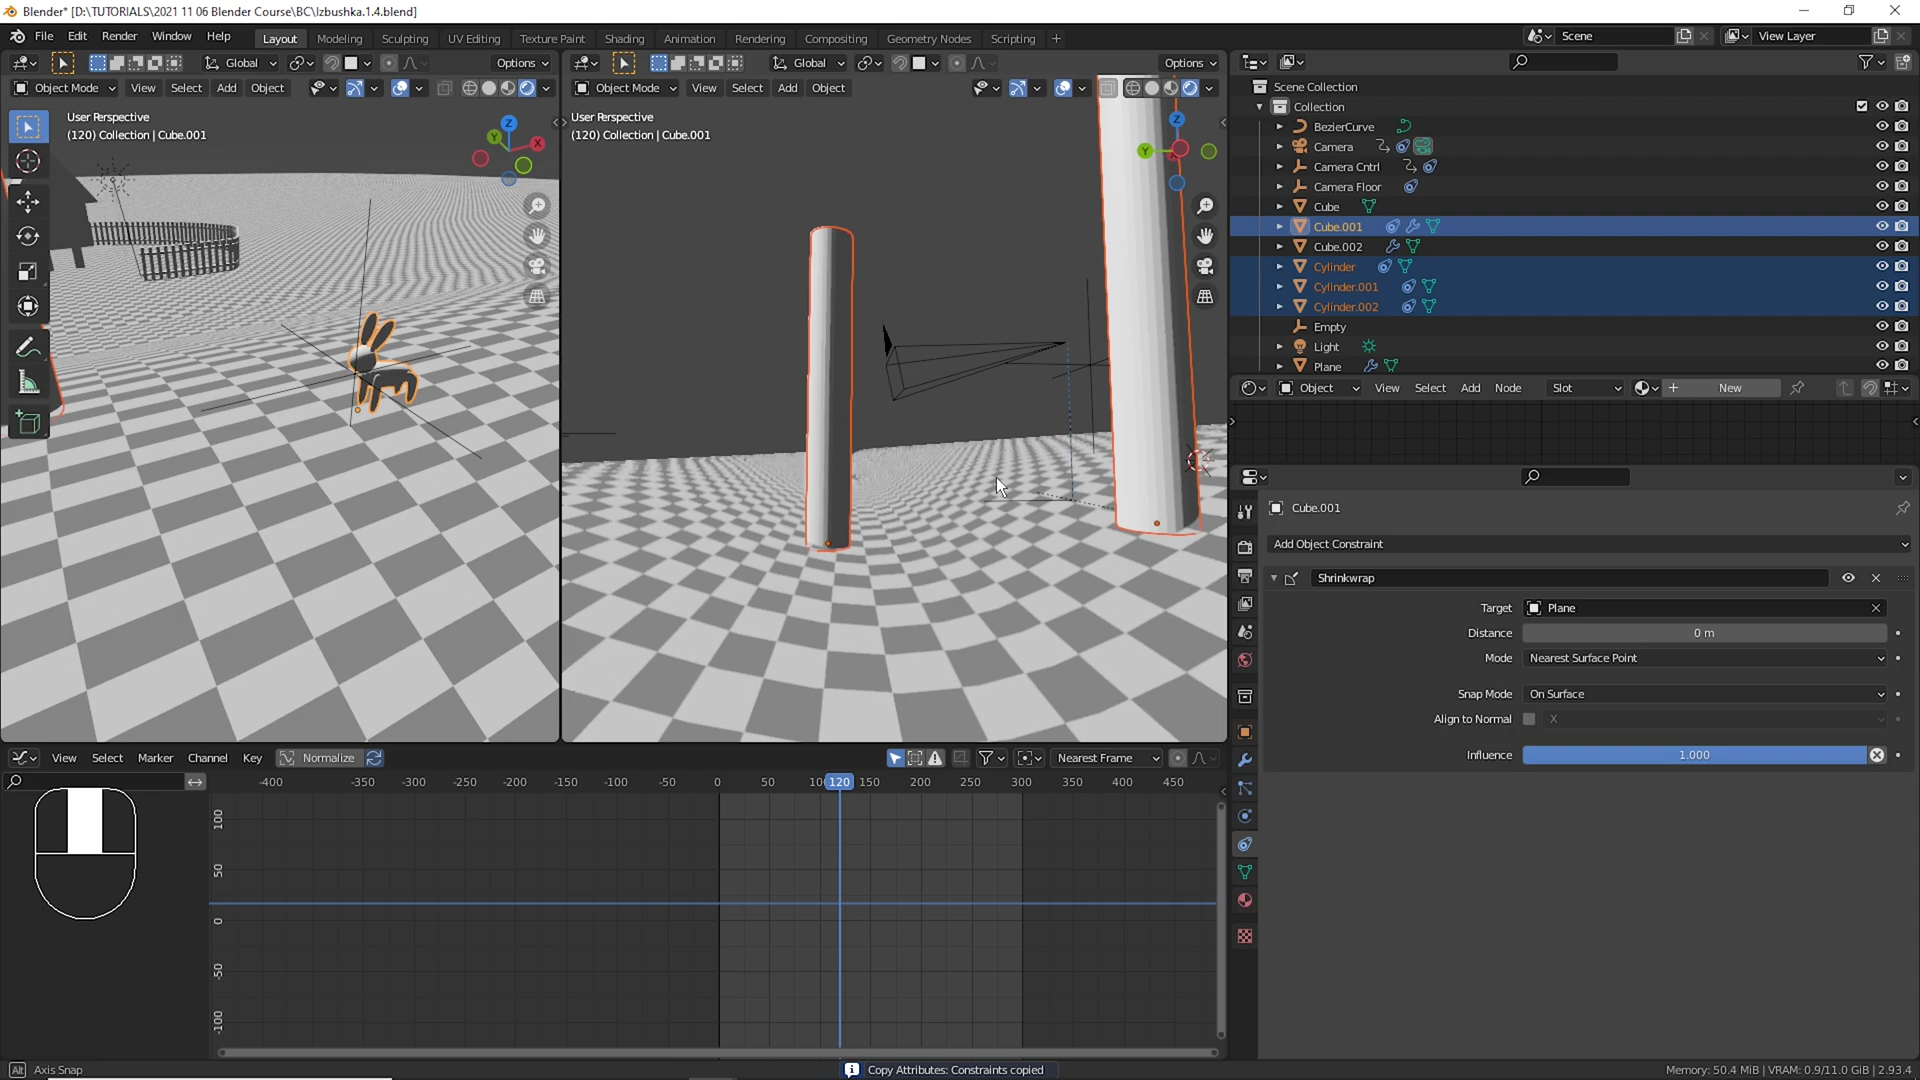 Blender* [D:\TUTORIALS\2021 11 06 Blender Course\BC\Izbushka.1.4.blend]
File Edit Render Window Help Layout Modeling Sculpting UV Editing Texture Paint Shading Animation Rendering Compositing Geometry Nodes Scripting + Scene View Layer
Global Options Global Options
Object Mode View Select Add Object Object Mode View Select Add Object
Scene Collection
Collection
BezierCurve
Camera
Camera Cntrl
Camera Floor
Cube
Cube.001
Cube.002
Cylinder
Cylinder.001
Cylinder.002
Empty
Light
Plane
User Perspective
(120) Collection | Cube.001
Z
Y
X
User Perspective
(120) Collection | Cube.001
Z
Y
Object View Select Add Node Slot New
Cube.001
Add Object Constraint
Shrinkwrap
Target Plane
Distance 0 m
Mode Nearest Surface Point
Snap Mode On Surface
Align to Normal X
Influence 1.000
View Select Marker Channel Key Normalize Nearest Frame
-400 -350 -300 -250 -200 -150 -100 -50 0 50 10 120 150 200 250 300 350 400 450
100
50
0
-50
-100
Alt Axis Snap
Copy Attributes: Constraints copied
Memory: 50.4 MiB | VRAM: 0.9/11.0 GiB | 2.93.4